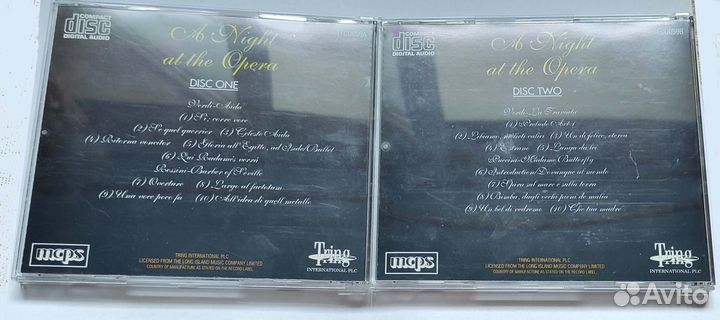 COMPACT
disc
DIGITAL AUDIO
A Night
at the Opera
DISC ONE
Verdi-Aida
(1) Si, corre voce
(2) Se quel guerrier (3) Celeste Aida
(4) Ritorna vincitor (5) Gloria all'Egitto, ad Iside/Ballet
(6) Qui Radamès verrà
Rossini-Barber of Seville
(7) Overture (8) Largo al factotum
(9) Una voce poco fa (10) All'idea di quell metallo
mcps
TRING INTERNATIONAL PLC
LICENSED FROM THE LONG ISLAND MUSIC COMPANY LIMITED
COUNTRY OF MANUFACTURE AS STATED ON THE RECORD LABEL.
Tring
INTERNATIONAL PLC
COMPACT
disc
DIGITAL AUDIO
A Night
at the Opera
DISC TWO
Verdi-La Traviata
(1) Prelude Act 1
(2) Libiamo, ne'lieti calici (3) Un di felice, eterea
(4) Estrano (5) Lunga da lei
Puccini-Madame Butterfly
(6) Introduction/Dovunque al mondo
(7) Spira sul mare e sulla terra
(8) Bimba, dagli occhi pieni de malia
(9) Un bel di vedremo (10) Che tua madre
mcps
TRING INTERNATIONAL PLC
LICENSED FROM THE LONG ISLAND MUSIC COMPANY LIMITED
COUNTRY OF MANUFACTURE AS STATED ON THE RECORD LABEL.
Tring
INTERNATIONAL PLC
Avito